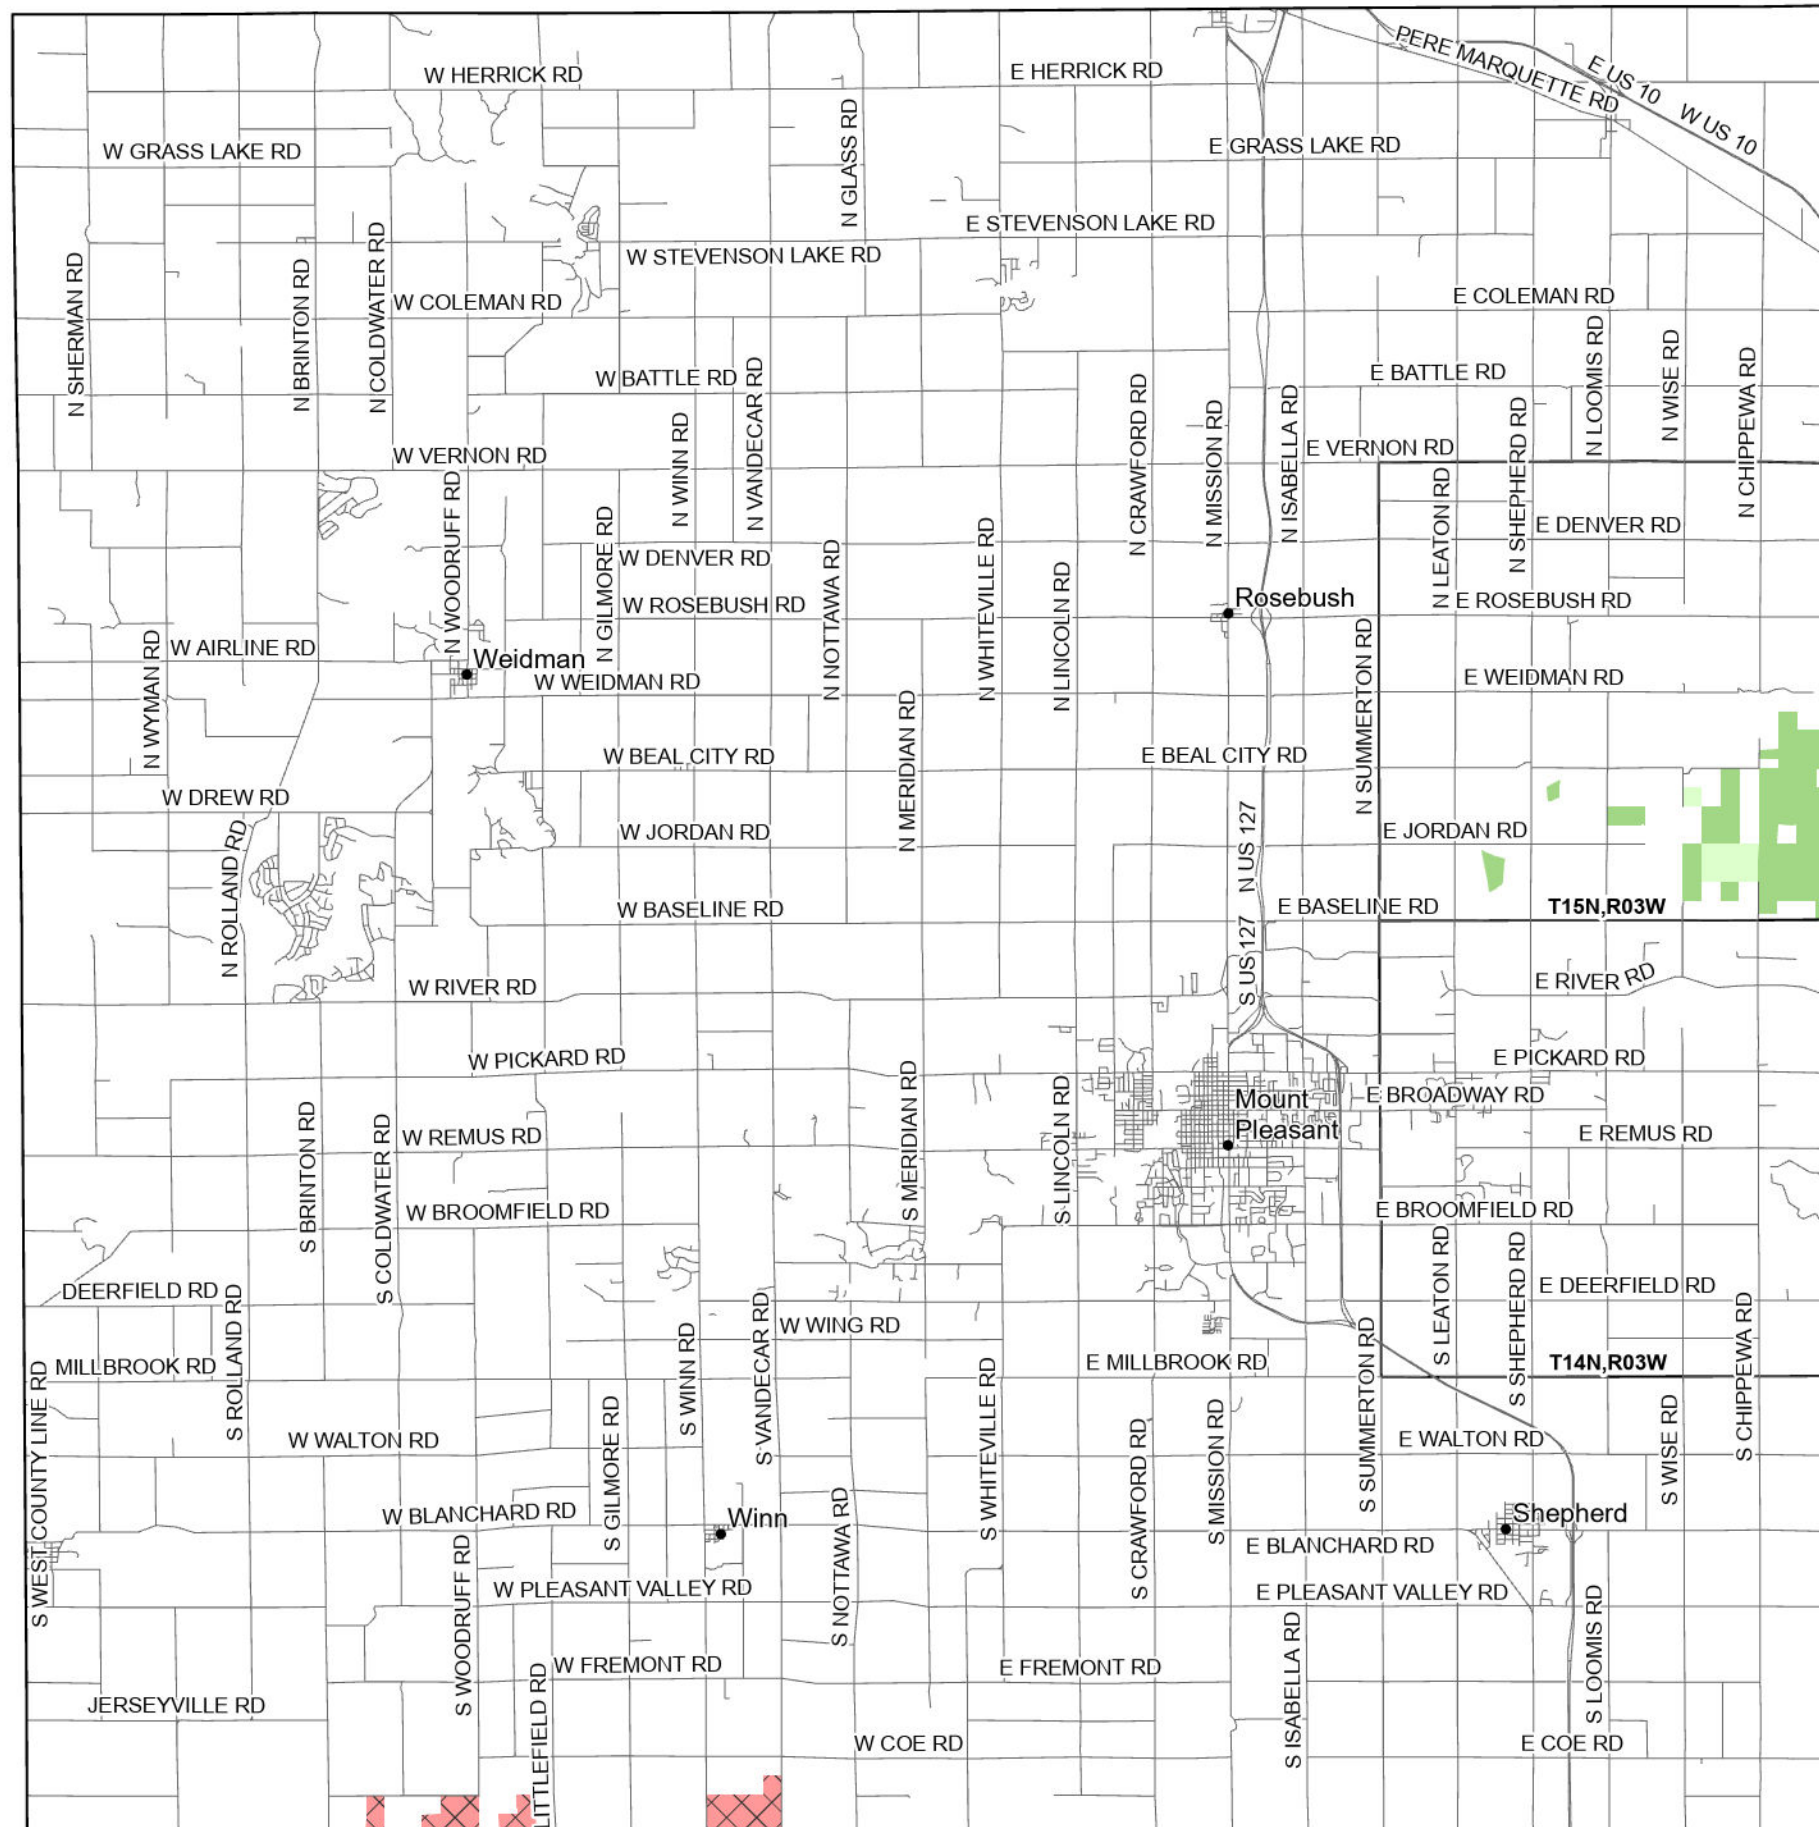 W HERRICK RD
E HERRICK RD
PERE MARQUETTE RD
E US 10
W US 10
W GRASS LAKE RD
N GLASS RD
E GRASS LAKE RD
E STEVENSON LAKE RD
W STEVENSON LAKE RD
N SHERMAN RD
N BRINTON RD
N COLDWATER RD
W COLEMAN RD
E COLEMAN RD
W BATTLE RD
N VANDECAR RD
E BATTLE RD
N LOOMIS RD
N WISE RD
N CHIPPEWA RD
N CRAWFORD RD
N MISSION RD
N ISABELLA RD
N SHEPHERD RD
W VERNON RD
N WINN RD
E VERNON RD
N WOODRUFF RD
N GILMORE RD
N LEATON RD
E DENVER RD
W DENVER RD
N NOTTAWA RD
N WHITEVILLE RD
N LINCOLN RD
W ROSEBUSH RD
Rosebush
E ROSEBUSH RD
N WYMAN RD
W AIRLINE RD
Weidman
W WEIDMAN RD
N SUMMERTON RD
E WEIDMAN RD
N MERIDIAN RD
W BEAL CITY RD
E BEAL CITY RD
W DREW RD
N US 127
W JORDAN RD
E JORDAN RD
N ROLLAND RD
W BASELINE RD
E BASELINE RD
T15N,R03W
S US 127
W RIVER RD
E RIVER RD
W PICKARD RD
E PICKARD RD
S MERIDIAN RD
S LINCOLN RD
Mount
Pleasant
E BROADWAY RD
S BRINTON RD
S COLDWATER RD
W REMUS RD
E REMUS RD
W BROOMFIELD RD
E BROOMFIELD RD
DEERFIELD RD
S ROLLAND RD
S LEATON RD
S SHEPHERD RD
E DEERFIELD RD
S CHIPPEWA RD
S WINN RD
S VANDECAR RD
W WING RD
MILLBROOK RD
E MILLBROOK RD
S SUMMERTON RD
T14N,R03W
S WEST COUNTY LINE RD
S WHITEVILLE RD
S GILMORE RD
S CRAWFORD RD
S MISSION RD
S WISE RD
W WALTON RD
E WALTON RD
W BLANCHARD RD
Winn
S NOTTAWA RD
Shepherd
E BLANCHARD RD
S WOODRUFF RD
W PLEASANT VALLEY RD
E PLEASANT VALLEY RD
S ISABELLA RD
S LOOMIS RD
W FREMONT RD
E FREMONT RD
LITTLEFIELD RD
JERSEYVILLE RD
W COE RD
E COE RD